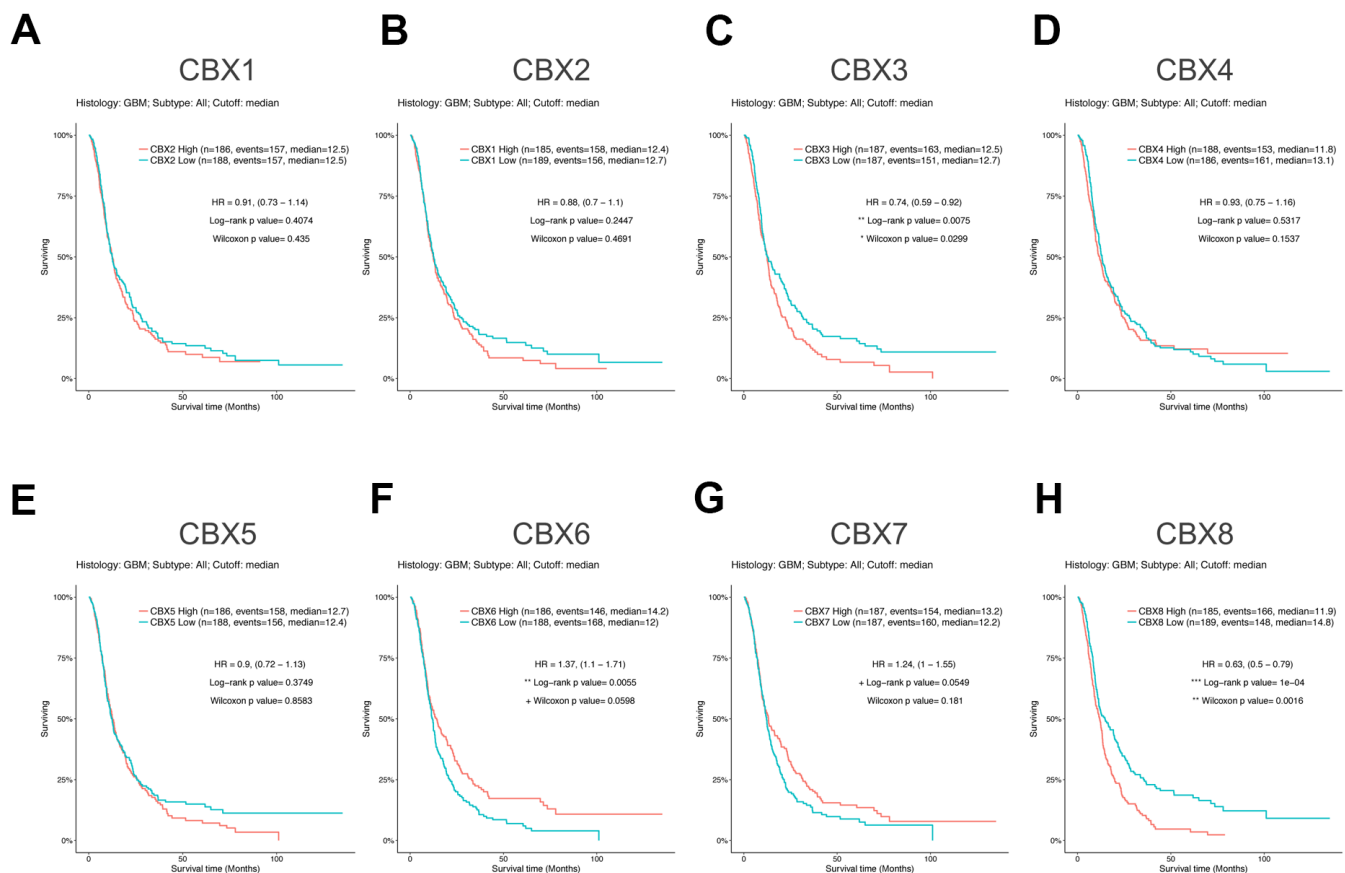 A
CBX1
Histology: GBM; Subtype: All; Cutoff: median
100%
75%
50%
25%
0%
Surviving
CBX2 High (n=186, events=157, median=12.5)
CBX2 Low (n=188, events=157, median=12.5)
HR = 0.91, (0.73 − 1.14)
Log−rank p value= 0.4074
Wilcoxon p value= 0.435
0 50 100
Survival time (Months)
B
CBX2
Histology: GBM; Subtype: All; Cutoff: median
100%
75%
50%
25%
0%
Surviving
CBX1 High (n=185, events=158, median=12.4)
CBX1 Low (n=189, events=156, median=12.7)
HR = 0.88, (0.7 − 1.1)
Log−rank p value= 0.2447
Wilcoxon p value= 0.4691
0 50 100
Survival time (Months)
C
CBX3
Histology: GBM; Subtype: All; Cutoff: median
100%
75%
50%
25%
0%
Surviving
CBX3 High (n=187, events=163, median=12.5)
CBX3 Low (n=187, events=151, median=12.7)
HR = 0.74, (0.59 − 0.92)
** Log−rank p value= 0.0075
* Wilcoxon p value= 0.0299
0 50 100
Survival time (Months)
D
CBX4
Histology: GBM; Subtype: All; Cutoff: median
100%
75%
50%
25%
0%
Surviving
CBX4 High (n=188, events=153, median=11.8)
CBX4 Low (n=186, events=161, median=13.1)
HR = 0.93, (0.75 − 1.16)
Log−rank p value= 0.5317
Wilcoxon p value= 0.1537
0 50 100
Survival time (Months)
E
CBX5
Histology: GBM; Subtype: All; Cutoff: median
100%
75%
50%
25%
0%
Surviving
CBX5 High (n=186, events=158, median=12.7)
CBX5 Low (n=188, events=156, median=12.4)
HR = 0.9, (0.72 − 1.13)
Log−rank p value= 0.3749
Wilcoxon p value= 0.8583
0 50 100
Survival time (Months)
F
CBX6
Histology: GBM; Subtype: All; Cutoff: median
100%
75%
50%
25%
0%
Surviving
CBX6 High (n=186, events=146, median=14.2)
CBX6 Low (n=188, events=168, median=12)
HR = 1.37, (1.1 − 1.71)
** Log−rank p value= 0.0055
+ Wilcoxon p value= 0.0598
0 50 100
Survival time (Months)
G
CBX7
Histology: GBM; Subtype: All; Cutoff: median
100%
75%
50%
25%
0%
Surviving
CBX7 High (n=187, events=154, median=13.2)
CBX7 Low (n=187, events=160, median=12.2)
HR = 1.24, (1 − 1.55)
+ Log−rank p value= 0.0549
Wilcoxon p value= 0.181
0 50 100
Survival time (Months)
H
CBX8
Histology: GBM; Subtype: All; Cutoff: median
100%
75%
50%
25%
0%
Surviving
CBX8 High (n=185, events=166, median=11.9)
CBX8 Low (n=189, events=148, median=14.8)
HR = 0.63, (0.5 − 0.79)
*** Log−rank p value= 1e−04
** Wilcoxon p value= 0.0016
0 50 100
Survival time (Months)